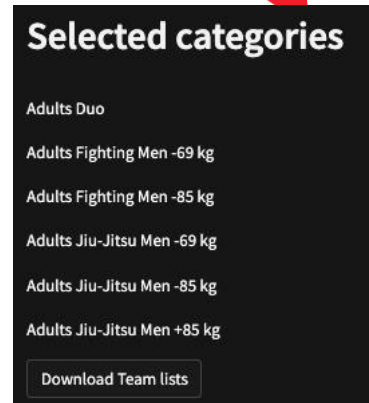 Selected categories
Adults Duo
Adults Fighting Men -69 kg
Adults Fighting Men -85 kg
Adults Jiu-Jitsu Men -69 kg
Adults Jiu-Jitsu Men -85 kg
Adults Jiu-Jitsu Men +85 kg
Download Team lists